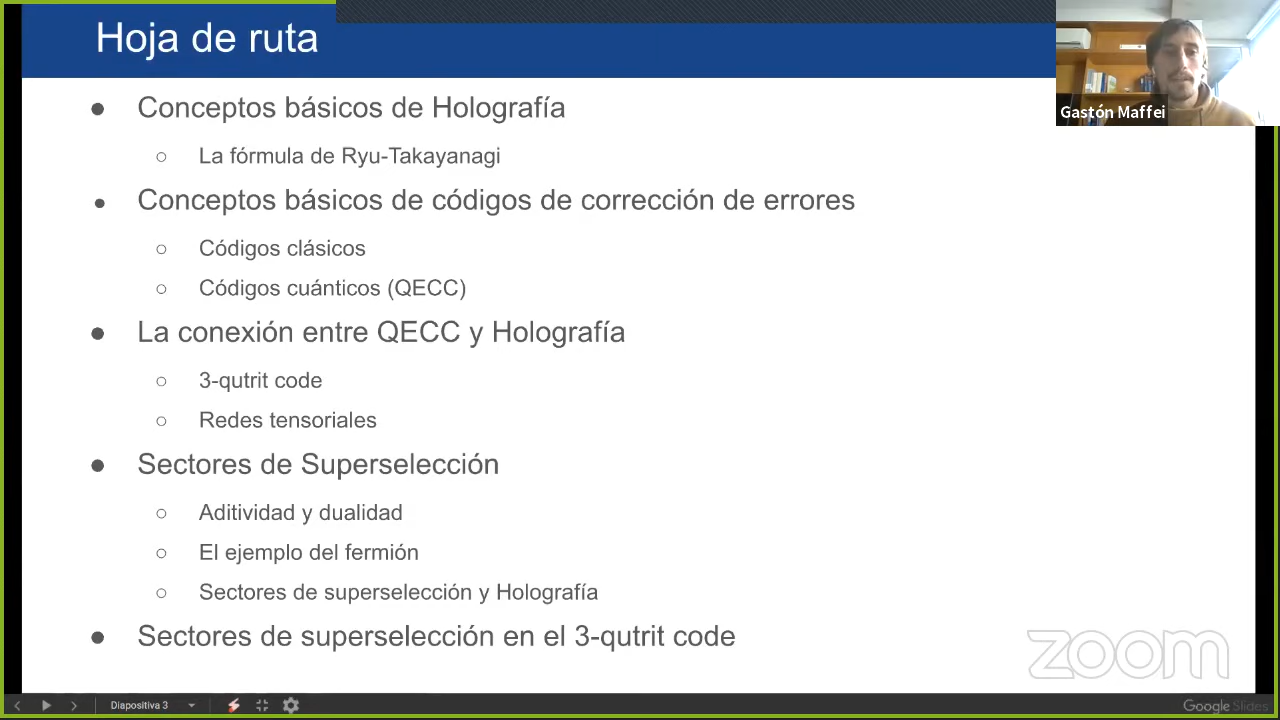 Hoja de ruta
Gastón Maffei
● Conceptos básicos de Holografía
○ La fórmula de Ryu-Takayanagi
● Conceptos básicos de códigos de corrección de errores
○ Códigos clásicos
○ Códigos cuánticos (QECC)
● La conexión entre QECC y Holografía
○ 3-qutrit code
○ Redes tensoriales
● Sectores de Superselección
○ Aditividad y dualidad
○ El ejemplo del fermión
○ Sectores de superselección y Holografía
● Sectores de superselección en el 3-qutrit code
zoom
Diapositiva 3
Google Slides